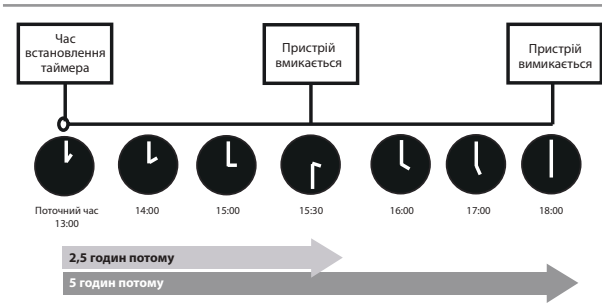 Час
встановлення
таймера
Пристрій
вмикається
Пристрій
вимикається
Поточний час
13:00
14:00
15:00
15:30
16:00
17:00
18:00
2,5 годин потому
5 годин потому